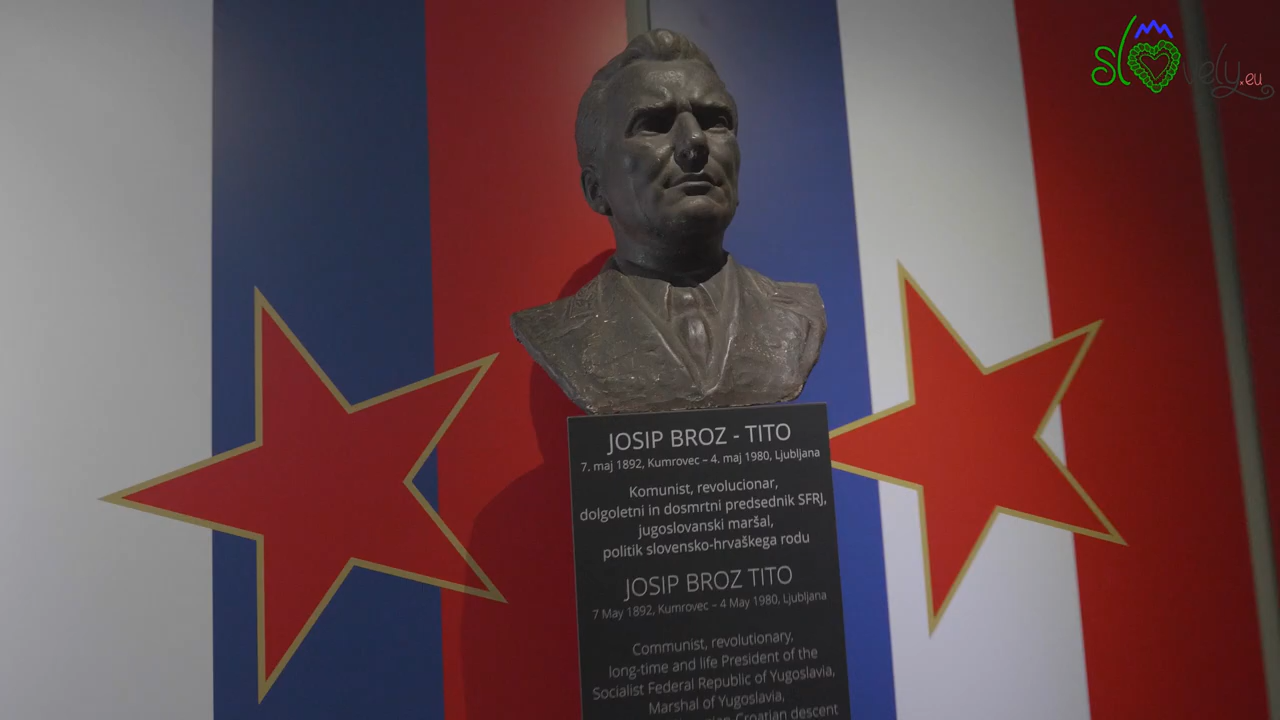 slovely.eu
JOSIP BROZ - TITO
7. maj 1892, Kumrovec – 4. maj 1980, Ljubljana
Komunist, revolucionar,
dolgoletni in dosmrtni predsednik SFRJ,
jugoslovanski maršal,
politik slovensko-hrvaškega rodu
JOSIP BROZ TITO
7 May 1892, Kumrovec – 4 May 1980, Ljubljana
Communist, revolutionary,
long-time and life President of the
Socialist Federal Republic of Yugoslavia,
Marshal of Yugoslavia,
Croatian descent